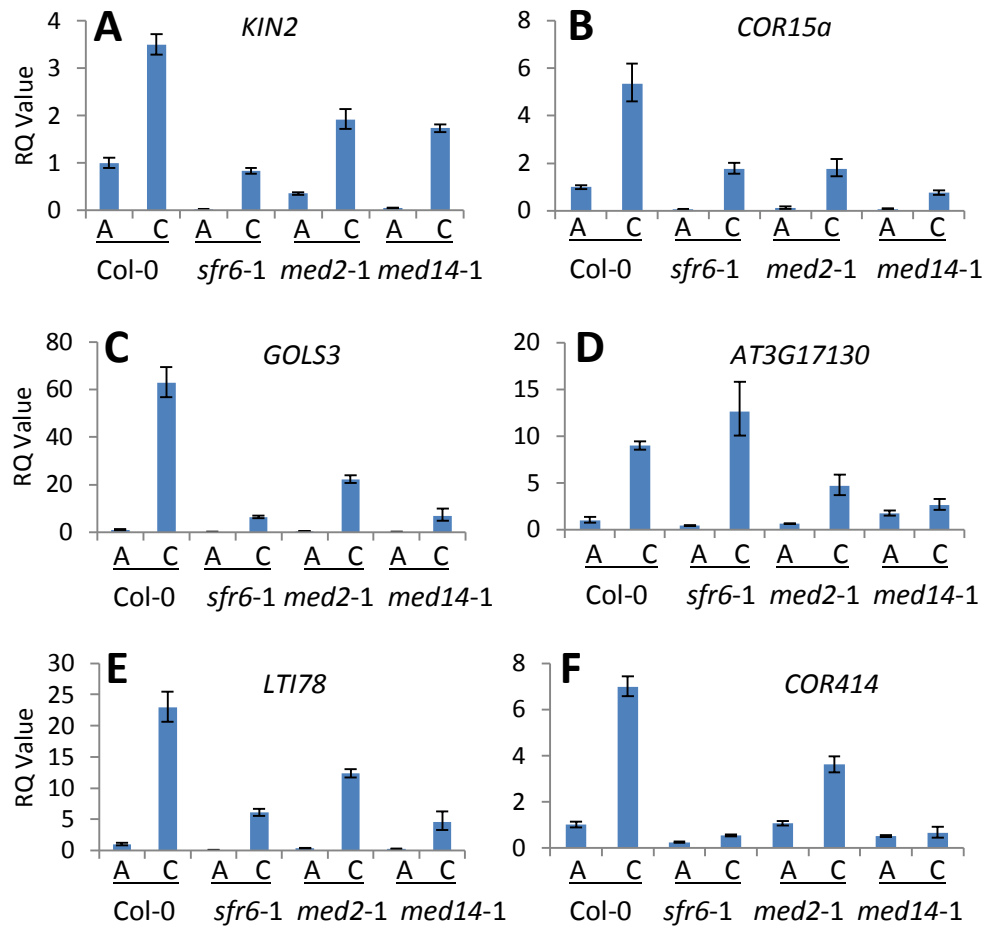 A
KIN2
RQ Value
4
3
2
1
0
A C A C A C A C
Col-0 sfr6-1 med2-1 med14-1
B
COR15a
8
6
4
2
0
A C A C A C A C
Col-0 sfr6-1 med2-1 med14-1
C
GOLS3
RQ Value
80
60
40
20
0
A C A C A C A C
Col-0 sfr6-1 med2-1 med14-1
D
AT3G17130
20
15
10
5
0
A C A C A C A C
Col-0 sfr6-1 med2-1 med14-1
E
LTI78
RQ Value
30
25
20
15
10
5
0
A C A C A C A C
Col-0 sfr6-1 med2-1 med14-1
F
COR414
8
6
4
2
0
A C A C A C A C
Col-0 sfr6-1 med2-1 med14-1